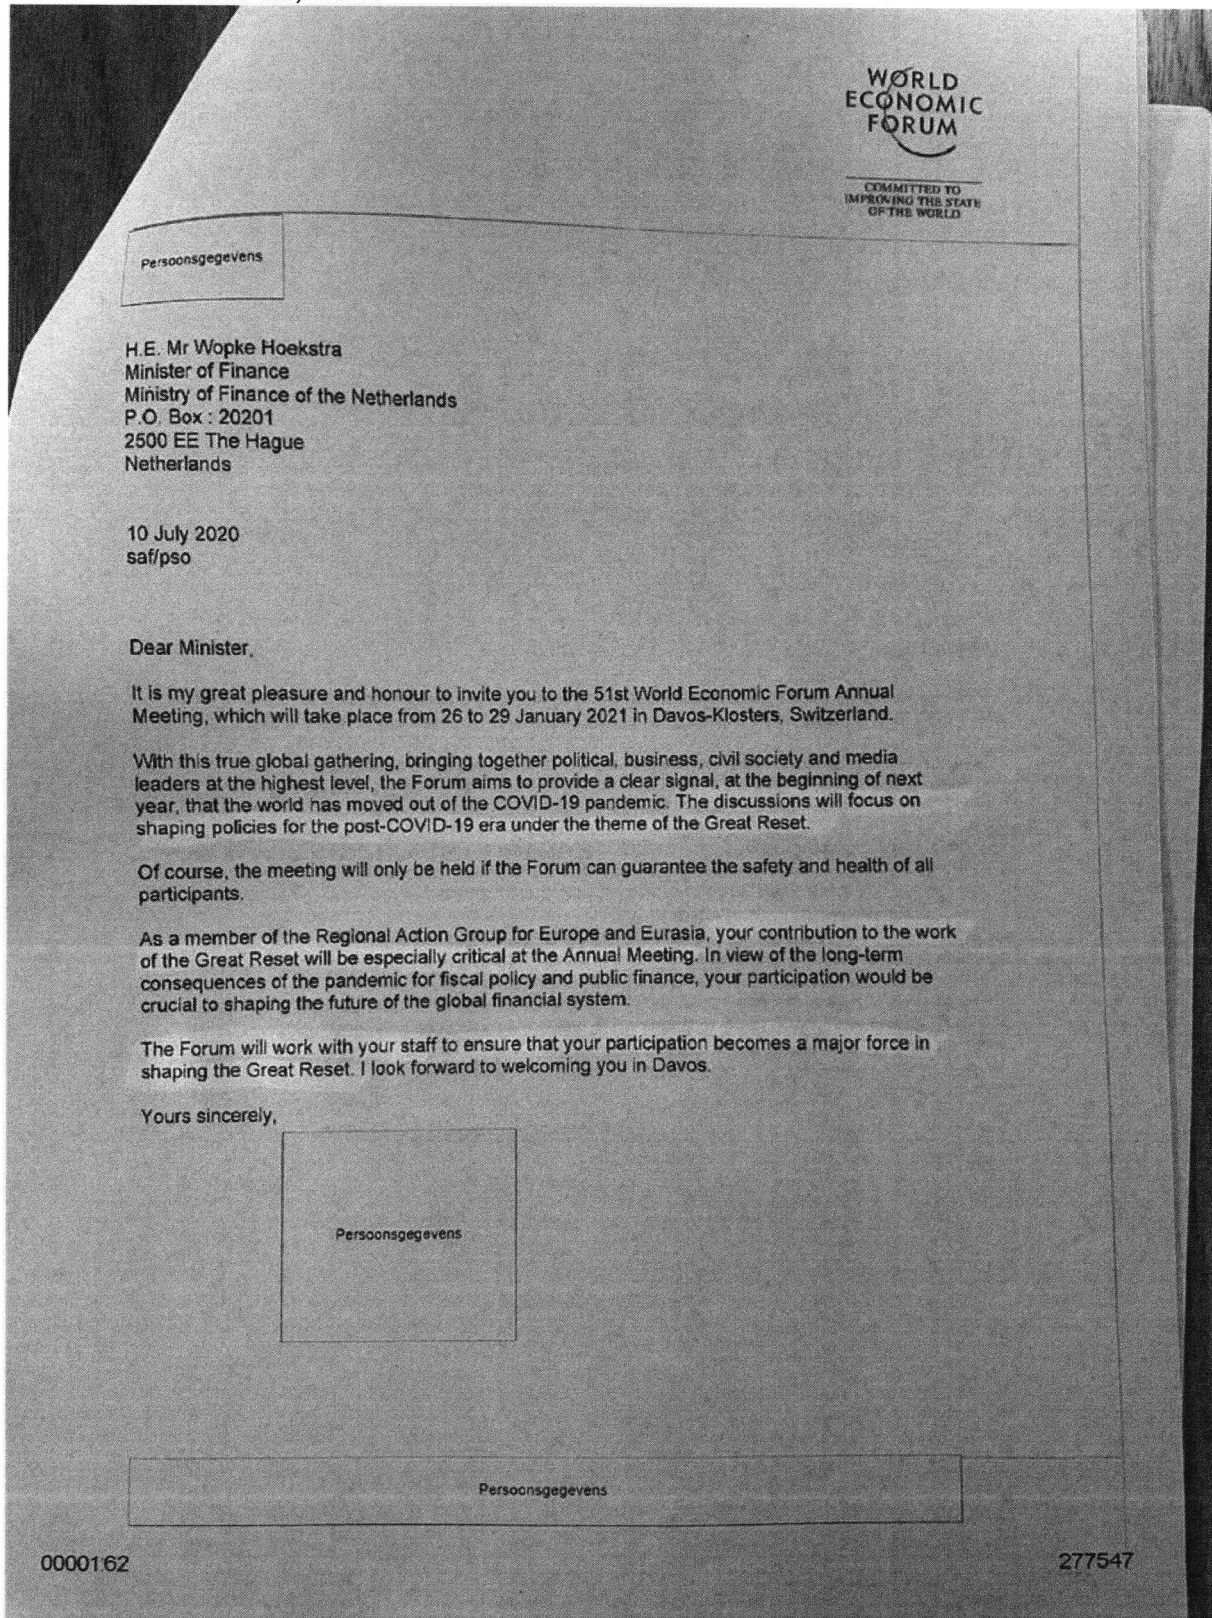 WORLD
ECONOMIC
FORUM
COMMITTED TO
IMPROVING THE STATE
OF THE WORLD
Persoonsgegevens
H.E. Mr Wopke Hoekstra
Minister of Finance
Ministry of Finance of the Netherlands
P.O. Box : 20201
2500 EE The Hague
Netherlands
10 July 2020
saf/pso
Dear Minister,
It is my great pleasure and honour to invite you to the 51st World Economic Forum Annual
Meeting, which will take place from 26 to 29 January 2021 in Davos-Klosters, Switzerland.
With this true global gathering, bringing together political, business, civil society and media
leaders at the highest level, the Forum aims to provide a clear signal, at the beginning of next
year, that the world has moved out of the COVID-19 pandemic. The discussions will focus on
shaping policies for the post-COVID-19 era under the theme of the Great Reset.
Of course, the meeting will only be held if the Forum can guarantee the safety and health of all
participants.
As a member of the Regional Action Group for Europe and Eurasia, your contribution to the work
of the Great Reset will be especially critical at the Annual Meeting. In view of the long-term
consequences of the pandemic for fiscal policy and public finance, your participation would be
crucial to shaping the future of the global financial system.
The Forum will work with your staff to ensure that your participation becomes a major force in
shaping the Great Reset. I look forward to welcoming you in Davos.
Yours sincerely,
Persoonsgegevens
Persoonsgegevens
0000162
277547